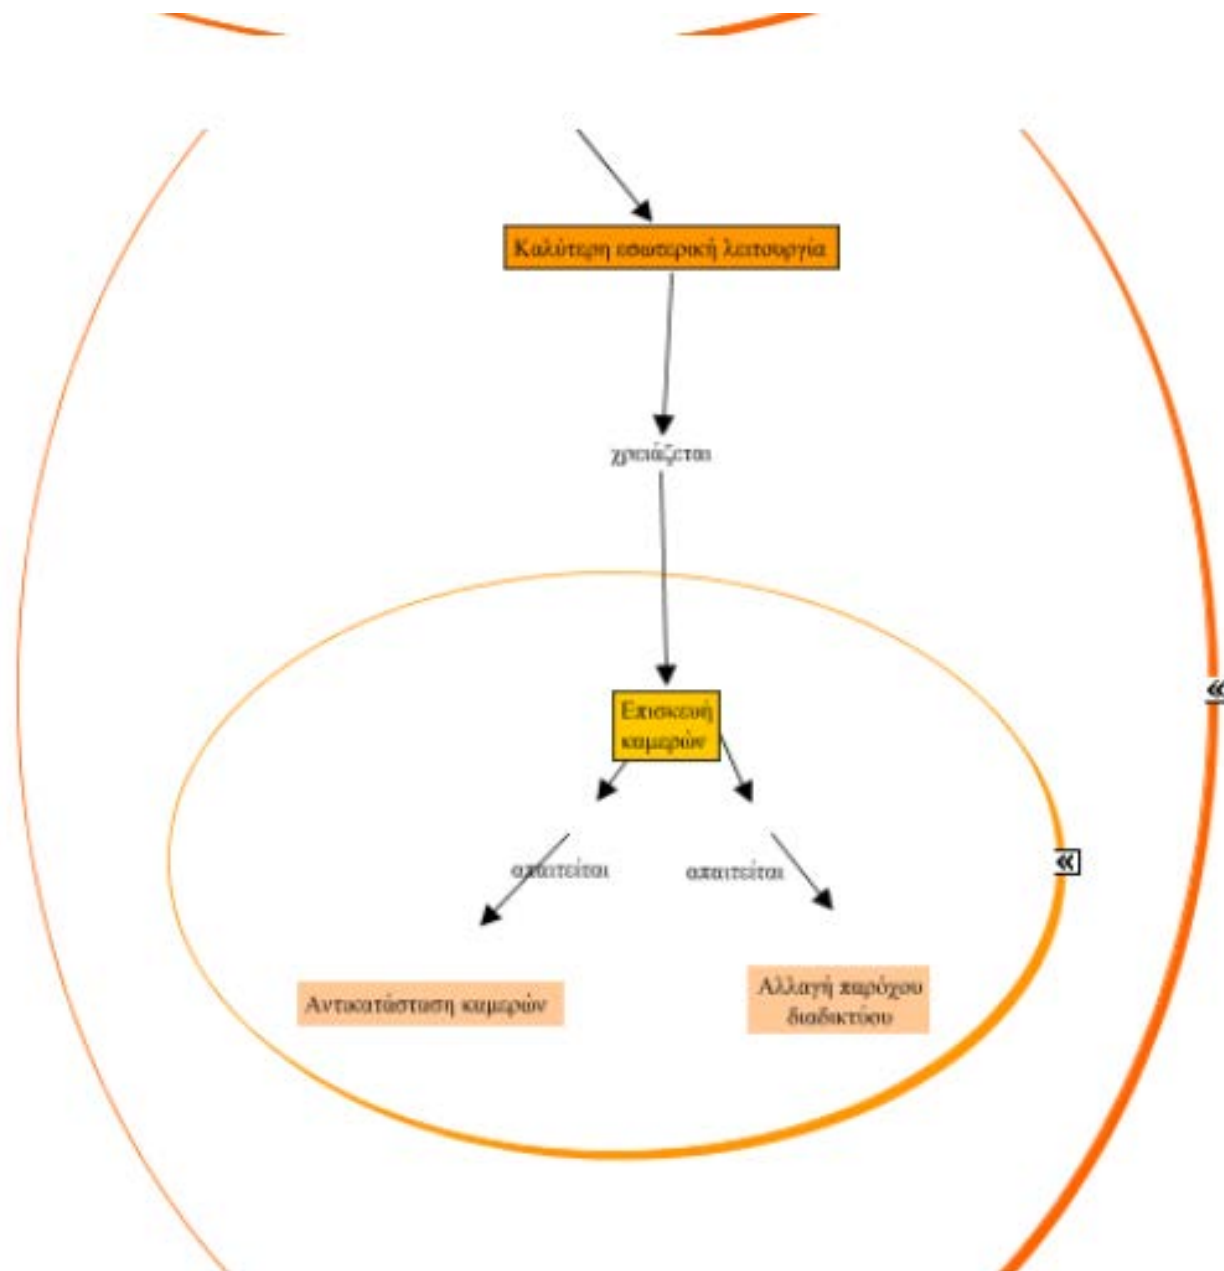 Καλύτερη εσωτερική λειτουργία
χρειάζεται
Επισκευή
καμερών
απαιτείται
απαιτείται
Αντικατάσταση καμερών
Αλλαγή παρόχου
διαδικτύου